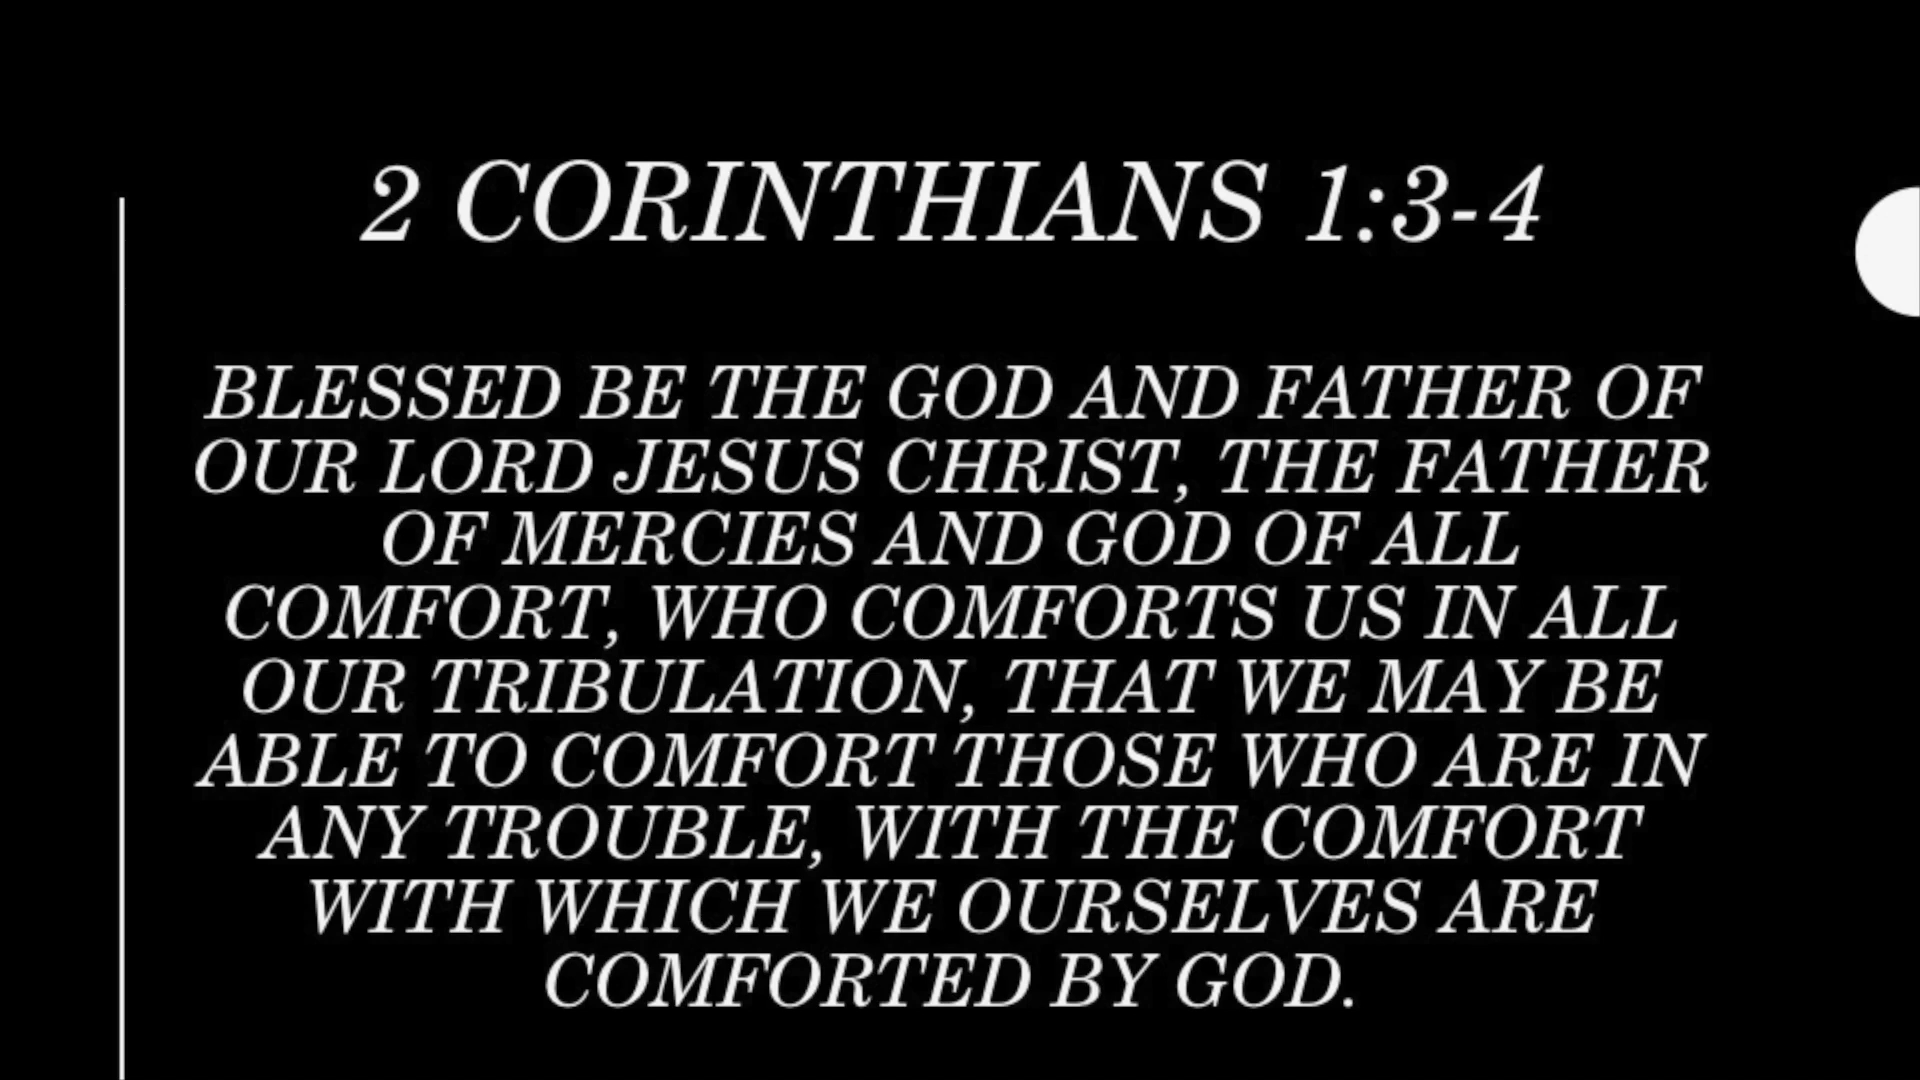 2 CORINTHIANS 1:3-4
BLESSED BE THE GOD AND FATHER OF
OUR LORD JESUS CHRIST, THE FATHER
OF MERCIES AND GOD OF ALL
COMFORT, WHO COMFORTS US IN ALL
OUR TRIBULATION, THAT WE MAY BE
ABLE TO COMFORT THOSE WHO ARE IN
ANY TROUBLE, WITH THE COMFORT
WITH WHICH WE OURSELVES ARE
COMFORTED BY GOD.